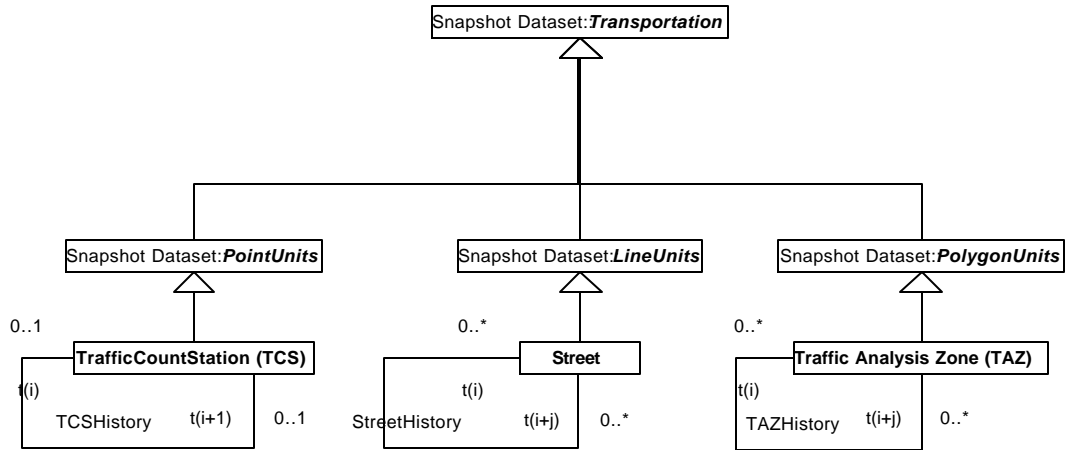 Snapshot Dataset:Transportation
Snapshot Dataset:PointUnits
Snapshot Dataset:LineUnits
Snapshot Dataset:PolygonUnits
0..1
0..*
0..*
TrafficCountStation (TCS)
Street
Traffic Analysis Zone (TAZ)
t(i)
t(i)
t(i)
TCSHistory
t(i+1)
0..1
StreetHistory
t(i+j)
0..*
TAZHistory
t(i+j)
0..*